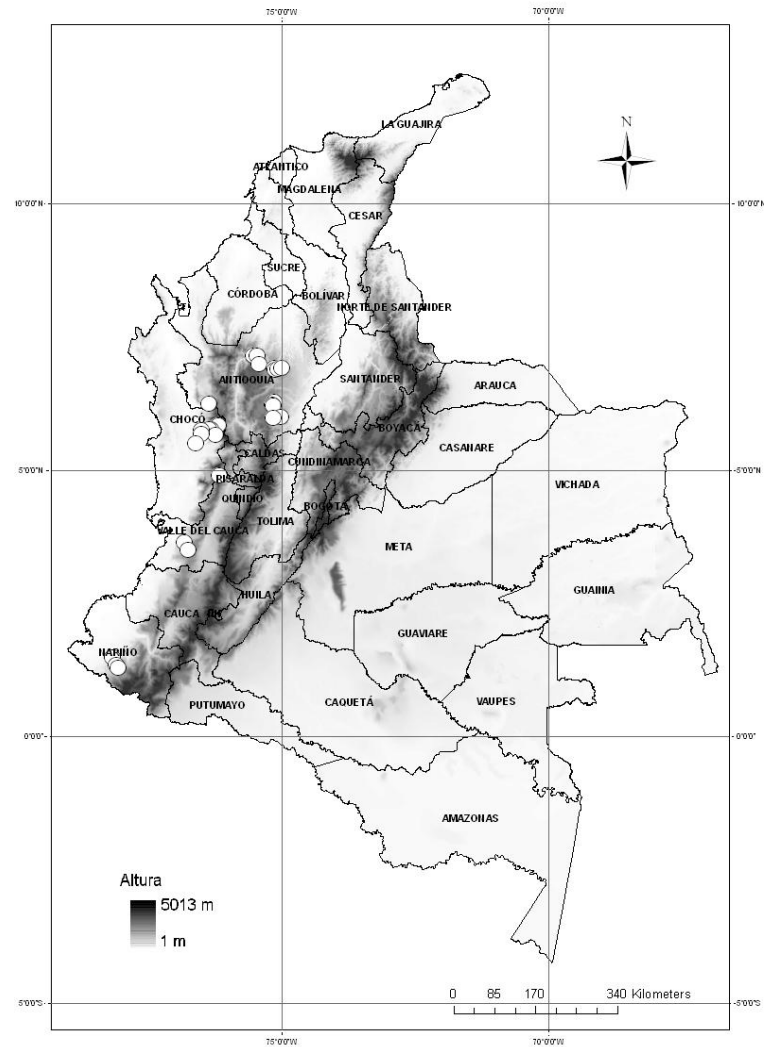 75°0'0"W
70°0'0"W
N
LA GUAJIRA
ATLANTICO
MAGDALENA
10°0'0"N
10°0'0"N
CESAR
SUCRE
CÓRDOBA
BOLÍVAR
NORTE DE SANTANDER
ANTIOQUIA
SANTANDER
ARAUCA
CHOCÓ
BOYACÁ
CASANARE
CALDAS
CUNDINAMARCA
5°0'0"N
5°0'0"N
RISARALDA
VICHADA
QUINDÍO
BOGOTÁ
TOLIMA
VALLE DEL CAUCA
META
HUILA
GUAINIA
CAUCA
GUAVIARE
NARIÑO
PUTUMAYO
CAQUETÁ
VAUPES
0°0'0"
0°0'0"
AMAZONAS
Altura
5013 m
1 m
0 85 170 340 Kilometers
5°0'0"S
5°0'0"S
75°0'0"W
70°0'0"W